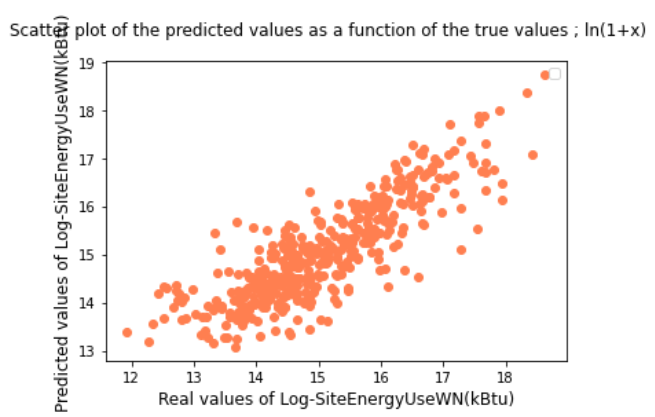 Scatter plot of the predicted values as a function of the true values ; ln(1+x)
Predicted values of Log-SiteEnergyUseWN(kBtu)
19
18
17
16
15
14
13
12 13 14 15 16 17 18
Real values of Log-SiteEnergyUseWN(kBtu)